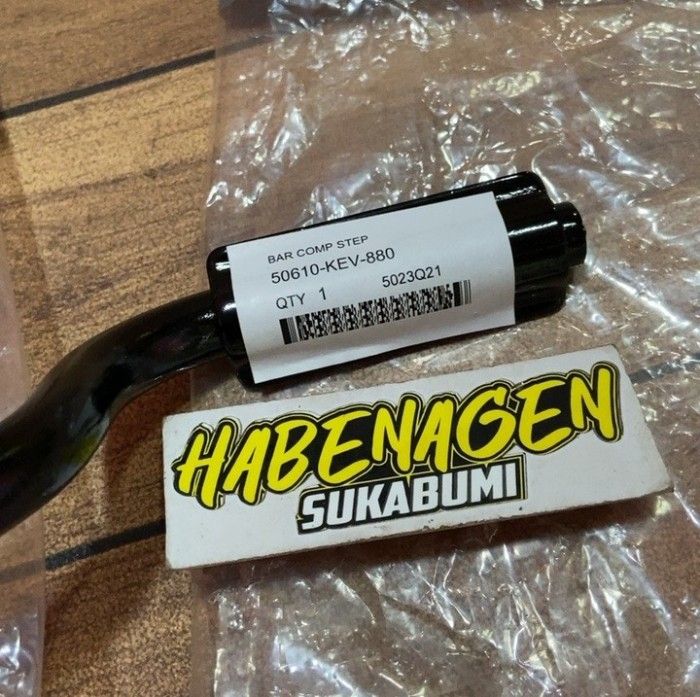 BAR COMP STEP
50610-KEV-880
QTY 1 5023Q21
HABENAGEN
SUKABUMI